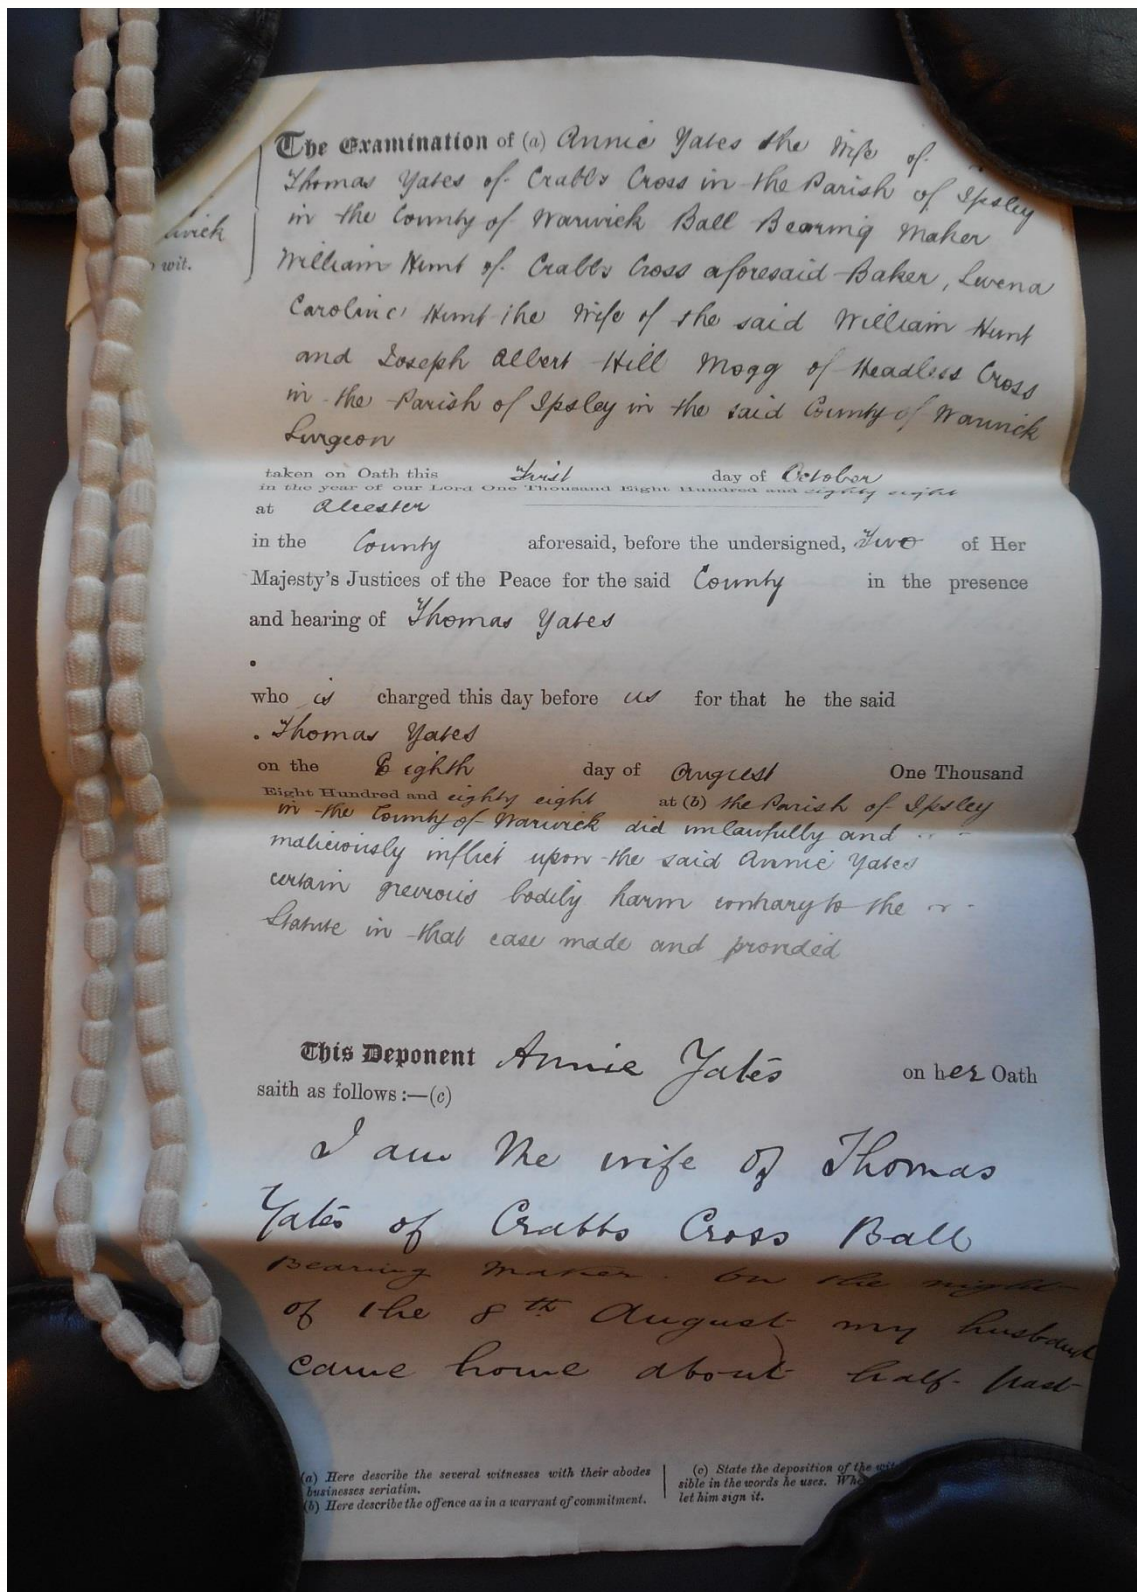 The Examination of (a) Annie Yates the Wife of
Thomas Yates of Crabbs Cross in the Parish of Ipsley
in the County of Warwick Ball Bearing Maker
wick
wit.
William Hunt of Crabbs Cross aforesaid Baker, Lurena
Caroline Hunt the Wife of the said William Hunt
and Joseph Albert Hill Mogg of Headless Cross
in the Parish of Ipsley in the said County of Warwick
Surgeon
taken on Oath this First day of October
in the year of our Lord One Thousand Eight Hundred and eighty eight
at Alcester
in the County aforesaid, before the undersigned, Two of Her
Majesty's Justices of the Peace for the said County in the presence
and hearing of Thomas Yates
who is charged this day before us for that he the said
Thomas Yates
on the Eighth day of August One Thousand
Eight Hundred and eighty eight at (b) the Parish of Ipsley
in the County of Warwick did unlawfully and
maliciously inflict upon the said Annie Yates
certain grevious bodily harm contrary to the
Statute in that case made and provided
This Deponent Annie Yates on her Oath
saith as follows :—(c)
I am the wife of Thomas
Yates of Crabbs Cross Ball
Bearing Maker. On the night
of the 8th August my husband
came home about half past
(a) Here describe the several witnesses with their abodes
businesses seriatim.
(b) Here describe the offence as in a warrant of commitment.
(c) State the deposition of the
sible in the words he uses.
let him sign it.